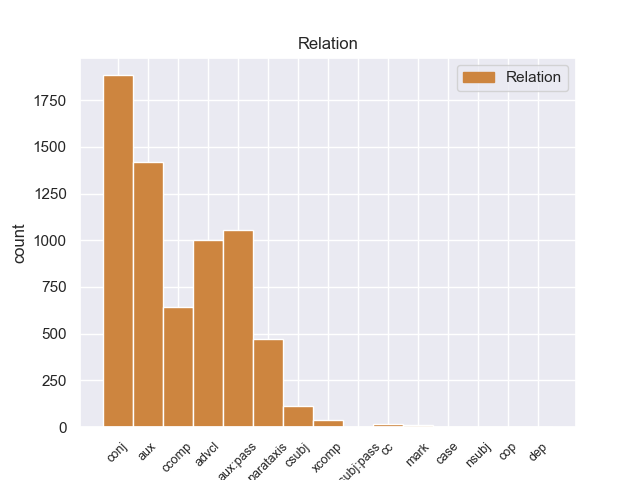 Relation
Relation
count
1750
1500
1250
1000
750
500
250
0
conj
aux
ccomp
advcl
aux:pass
parataxis
csubj
xcomp
subj:pass
cc
mark
case
nsubj
cop
dep